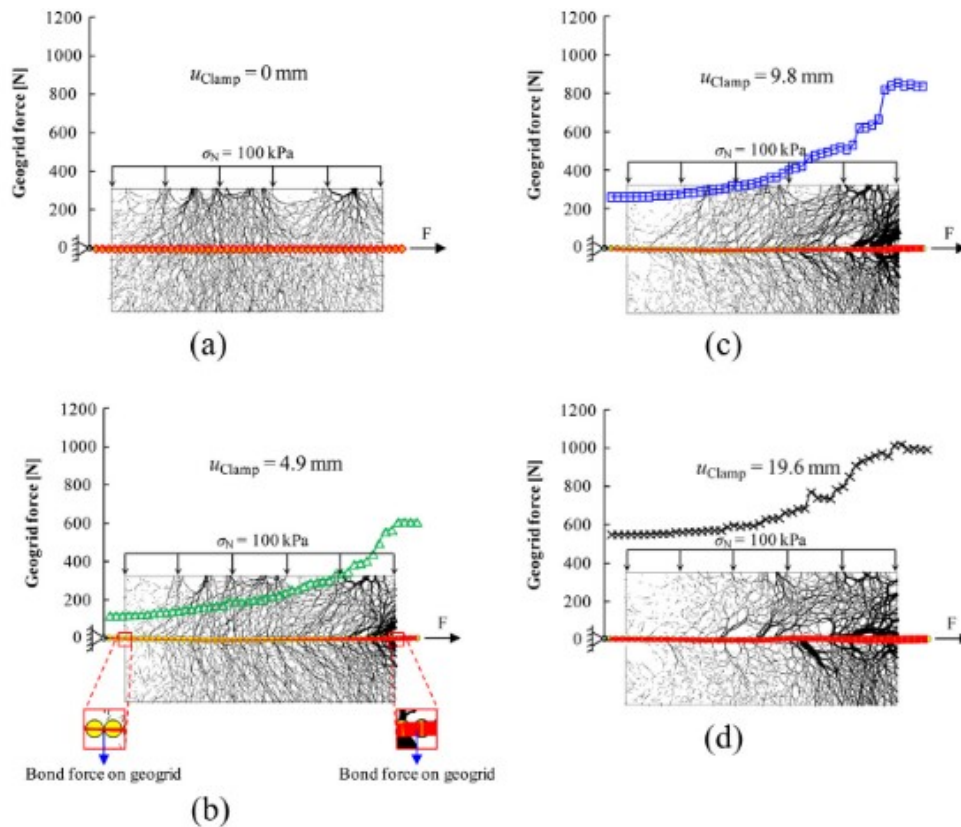 1200
1000
800
600
400
200
0
Geogrid force [N]
uClamp = 0 mm
σN = 100 kPa
F
(a)
1200
1000
800
600
400
200
0
Geogrid force [N]
uClamp = 9.8 mm
σN = 100 kPa
F
(c)
1200
1000
800
600
400
200
0
Geogrid force [N]
uClamp = 4.9 mm
σN = 100 kPa
F
Bond force on geogrid
Bond force on geogrid
(b)
1200
1000
800
600
400
200
0
Geogrid force [N]
uClamp = 19.6 mm
σN = 100 kPa
F
(d)